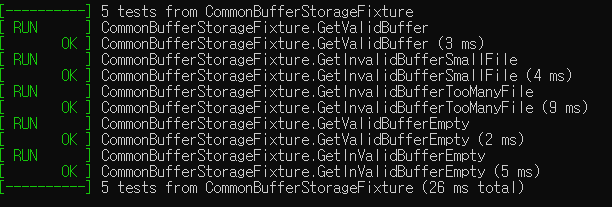 [----------] 5 tests from CommonBufferStorageFixture
[ RUN      ] CommonBufferStorageFixture.GetValidBuffer
[       OK ] CommonBufferStorageFixture.GetValidBuffer (3 ms)
[ RUN      ] CommonBufferStorageFixture.GetInvalidBufferSmallFile
[       OK ] CommonBufferStorageFixture.GetInvalidBufferSmallFile (4 ms)
[ RUN      ] CommonBufferStorageFixture.GetInvalidBufferTooManyFile
[       OK ] CommonBufferStorageFixture.GetInvalidBufferTooManyFile (9 ms)
[ RUN      ] CommonBufferStorageFixture.GetValidBufferEmpty
[       OK ] CommonBufferStorageFixture.GetValidBufferEmpty (2 ms)
[ RUN      ] CommonBufferStorageFixture.GetInValidBufferEmpty
[       OK ] CommonBufferStorageFixture.GetInValidBufferEmpty (5 ms)
[----------] 5 tests from CommonBufferStorageFixture (26 ms total)